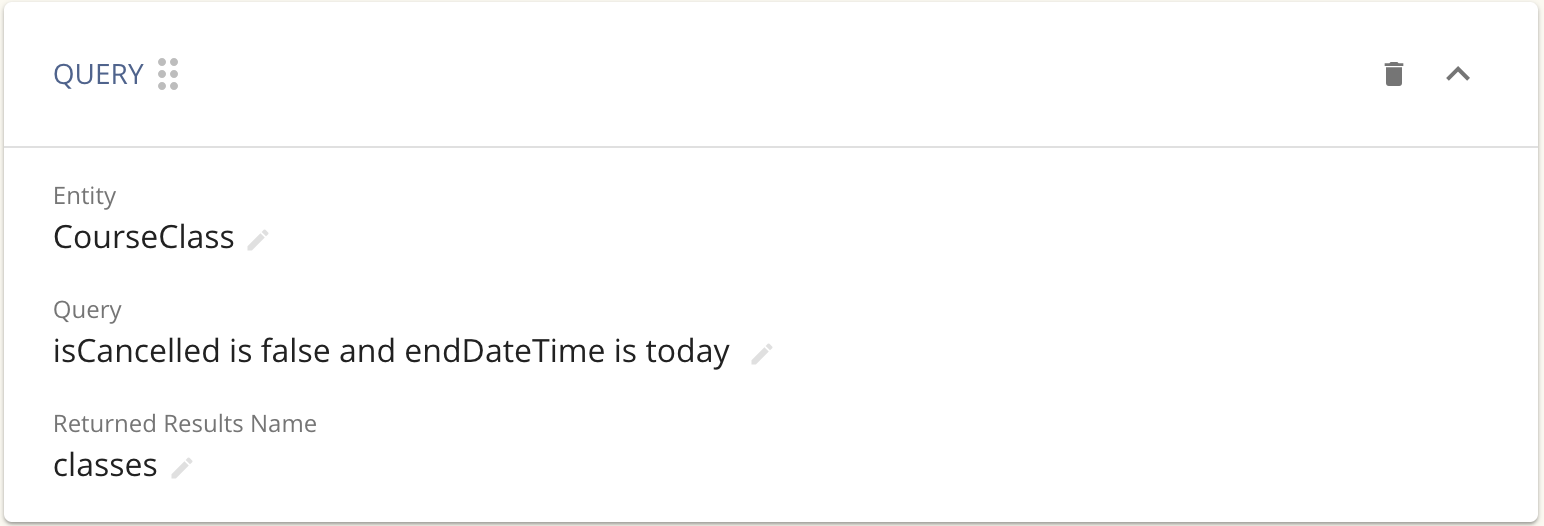 QUERY
Entity
CourseClass
Query
isCancelled is false and endDateTime is today
Returned Results Name
classes